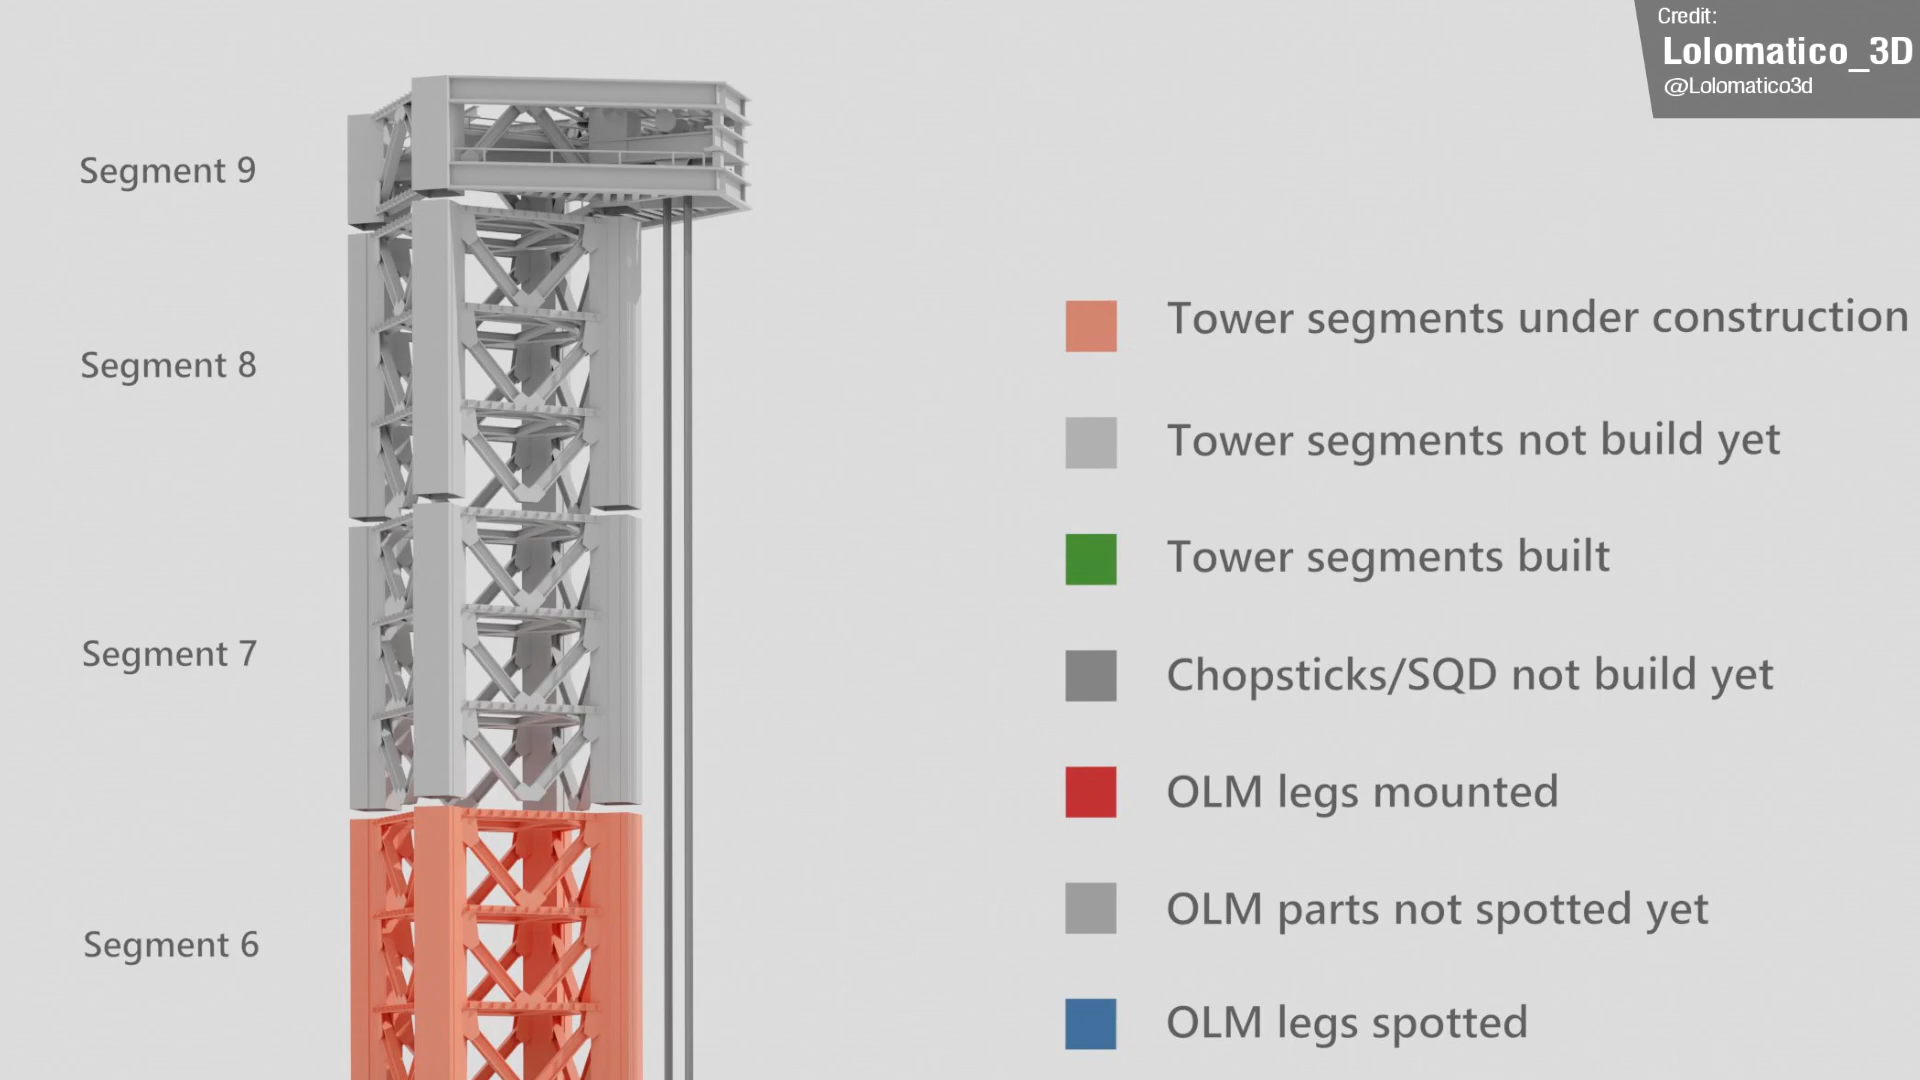 Credit:
Lolomatico_3D
@Lolomatico3d
Segment 9
Segment 8
Segment 7
Segment 6
Tower segments under construction
Tower segments not build yet
Tower segments built
Chopsticks/SQD not build yet
OLM legs mounted
OLM parts not spotted yet
OLM legs spotted